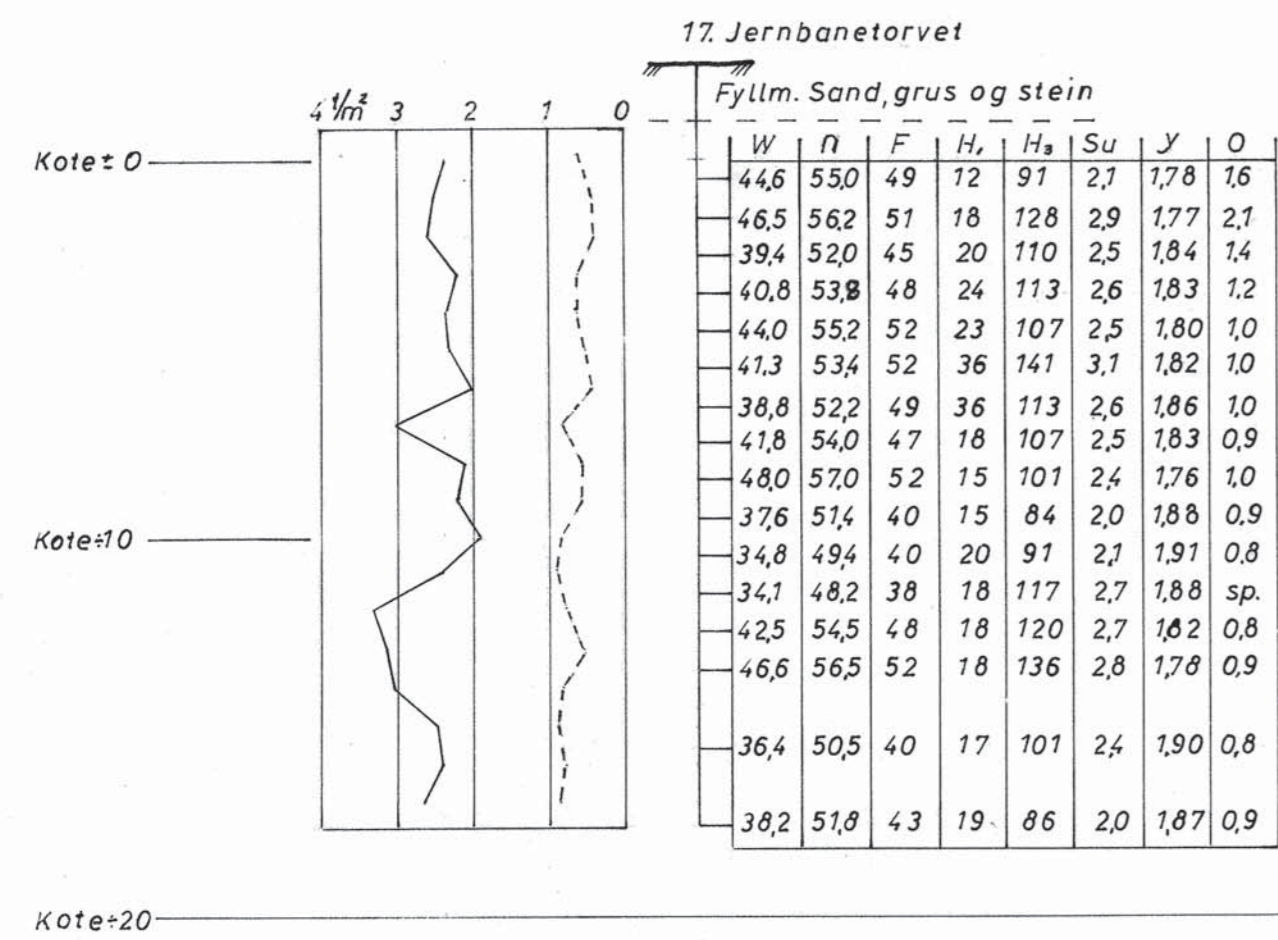 17. Jernbanetorvet
Fyllm. Sand, grus og stein
4 t/m² 3 2 1 0
W n F H₁ H₃ Su γ O
Kote ± 0
44,6 55,0 49 12 91 2,1 1,78 1,6
46,5 56,2 51 18 128 2,9 1,77 2,1
39,4 52,0 45 20 110 2,5 1,84 1,4
40,8 53,8 48 24 113 2,6 1,83 1,2
44,0 55,2 52 23 107 2,5 1,80 1,0
41,3 53,4 52 36 141 3,1 1,82 1,0
38,8 52,2 49 36 113 2,6 1,86 1,0
41,8 54,0 47 18 107 2,5 1,83 0,9
48,0 57,0 52 15 101 2,4 1,76 1,0
37,6 51,4 40 15 84 2,0 1,88 0.9
Kote÷10
34,8 49,4 40 20 91 2,1 1,91 0.8
34,1 48,2 38 18 117 2,7 1,88 sp.
42,5 54,5 48 18 120 2,7 1,82 0,8
46,6 56,5 52 18 136 2,8 1,78 0,9
36,4 50,5 40 17 101 2,4 1,90 0,8
38,2 51,8 43 19 86 2,0 1,87 0,9
Kote÷20